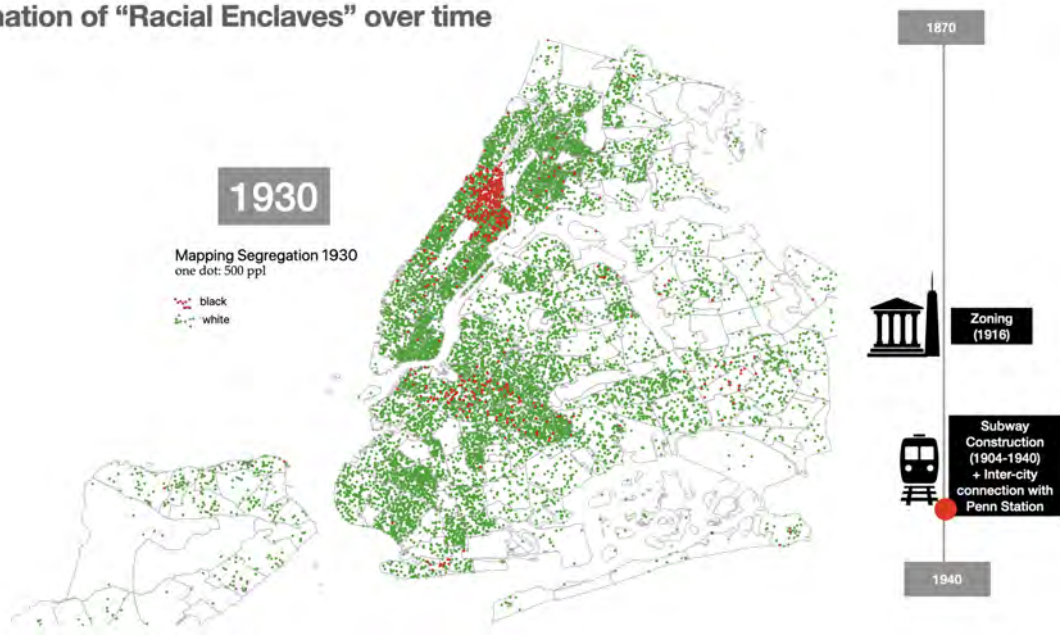 ation of “Racial Enclaves” over time
1930
Mapping Segregation 1930
one dot: 500 ppl
black
white
1870
Zoning
(1916)
Subway
Construction
(1904-1940)
+ Inter-city
connection with
Penn Station
1940